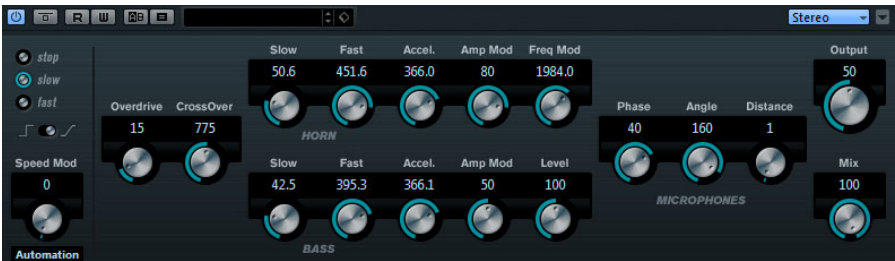 R W AB Stereo
stop
slow
fast
Speed Mod
0
Automation
Overdrive CrossOver
15 775
Slow Fast Accel. Amp Mod Freq Mod
50.6 451.6 366.0 80 1984.0
HORN
Slow Fast Accel. Amp Mod Level
42.5 395.3 366.1 50 100
BASS
Phase Angle Distance
40 160 1
MICROPHONES
Output
50
Mix
100